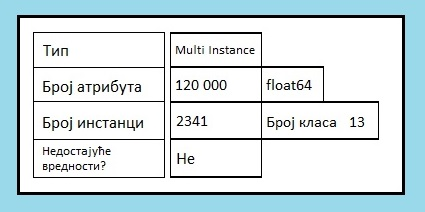 Тип Multi Instance
Број атрибута 120 000 float64
Број инстанци 2341 Број класа 13
Недостајуће
вредности? Не